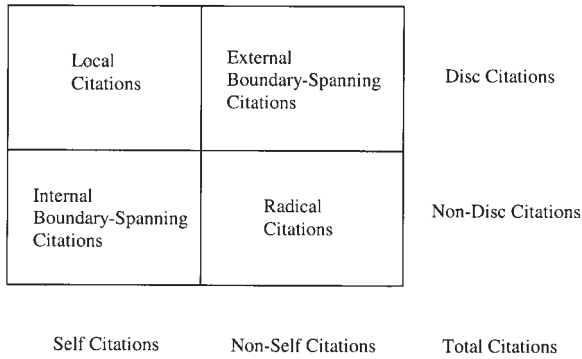 Local
Citations
External
Boundary-Spanning
Citations
Disc Citations
Internal
Boundary-Spanning
Citations
Radical
Citations
Non-Disc Citations
Self Citations
Non-Self Citations
Total Citations